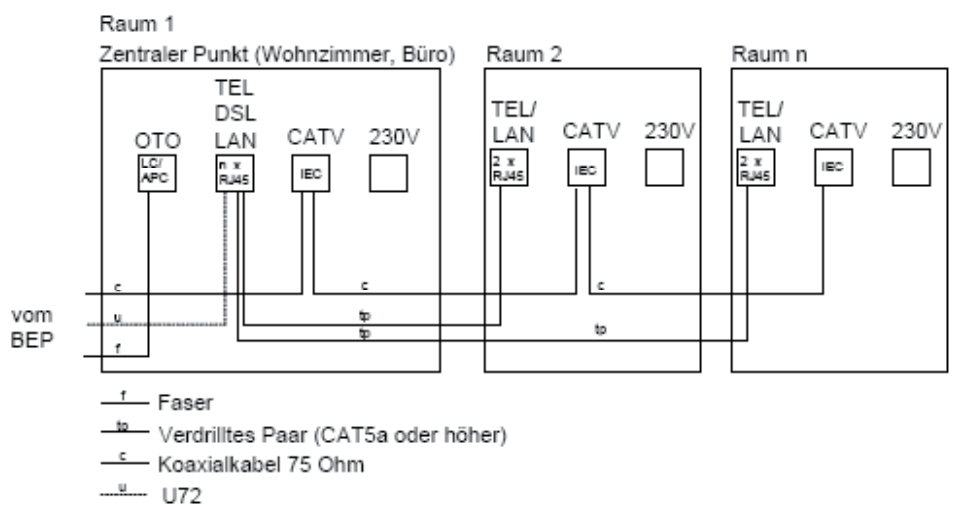 Raum 1
Zentraler Punkt (Wohnzimmer, Büro)
Raum 2
Raum n
TEL
DSL
LAN
OTO
CATV
230V
TEL/
LAN
CATV
230V
TEL/
LAN
CATV
230V
LC/
APC
n x
RJ45
IEC
2 x
RJ45
IEC
2 x
RJ45
IEC
c
c
c
vom
BEP
u
tp
tp
tp
f
f Faser
tp Verdrilltes Paar (CAT5a oder höher)
c Koaxialkabel 75 Ohm
u U72